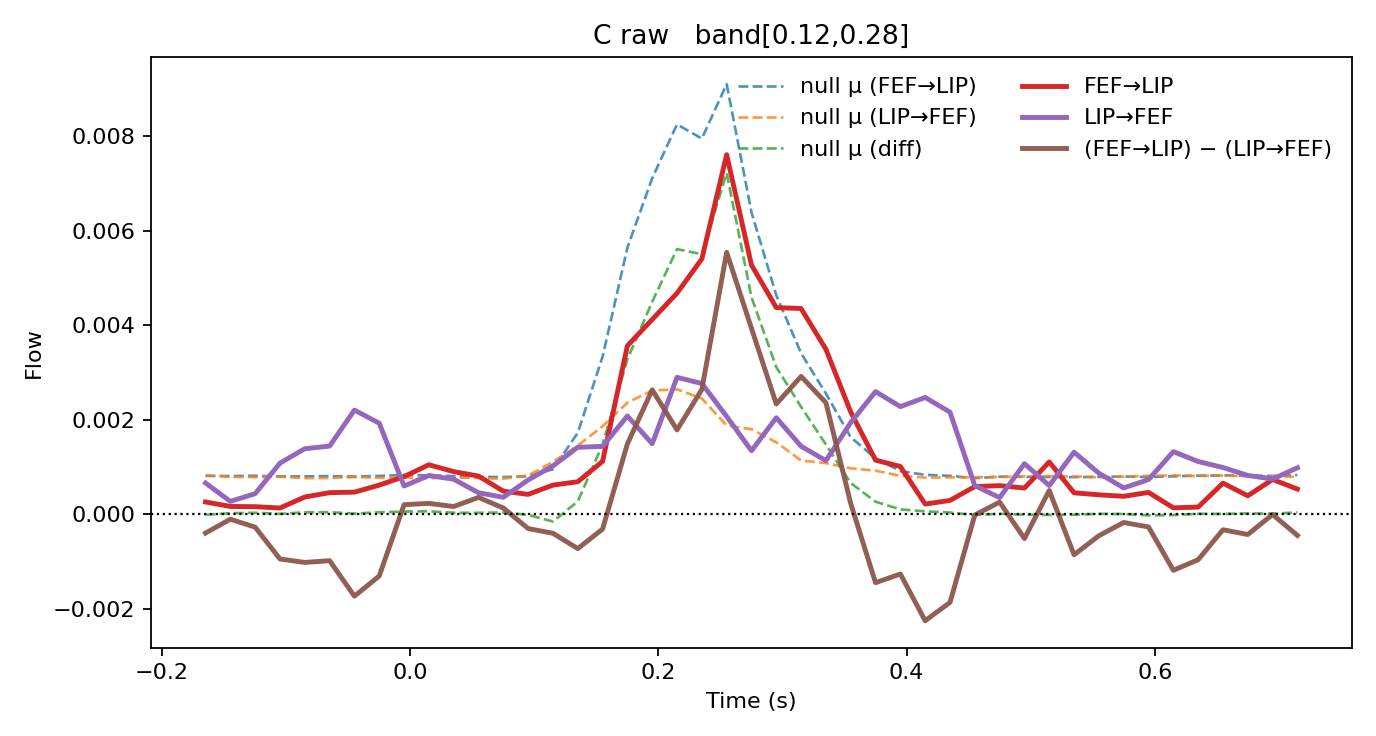 C raw   band[0.12,0.28]
null μ (FEF→LIP)
null μ (LIP→FEF)
null μ (diff)
FEF→LIP
LIP→FEF
(FEF→LIP) − (LIP→FEF)
Flow
0.008
0.006
0.004
0.002
0.000
−0.002
−0.2
0.0
0.2
0.4
0.6
Time (s)